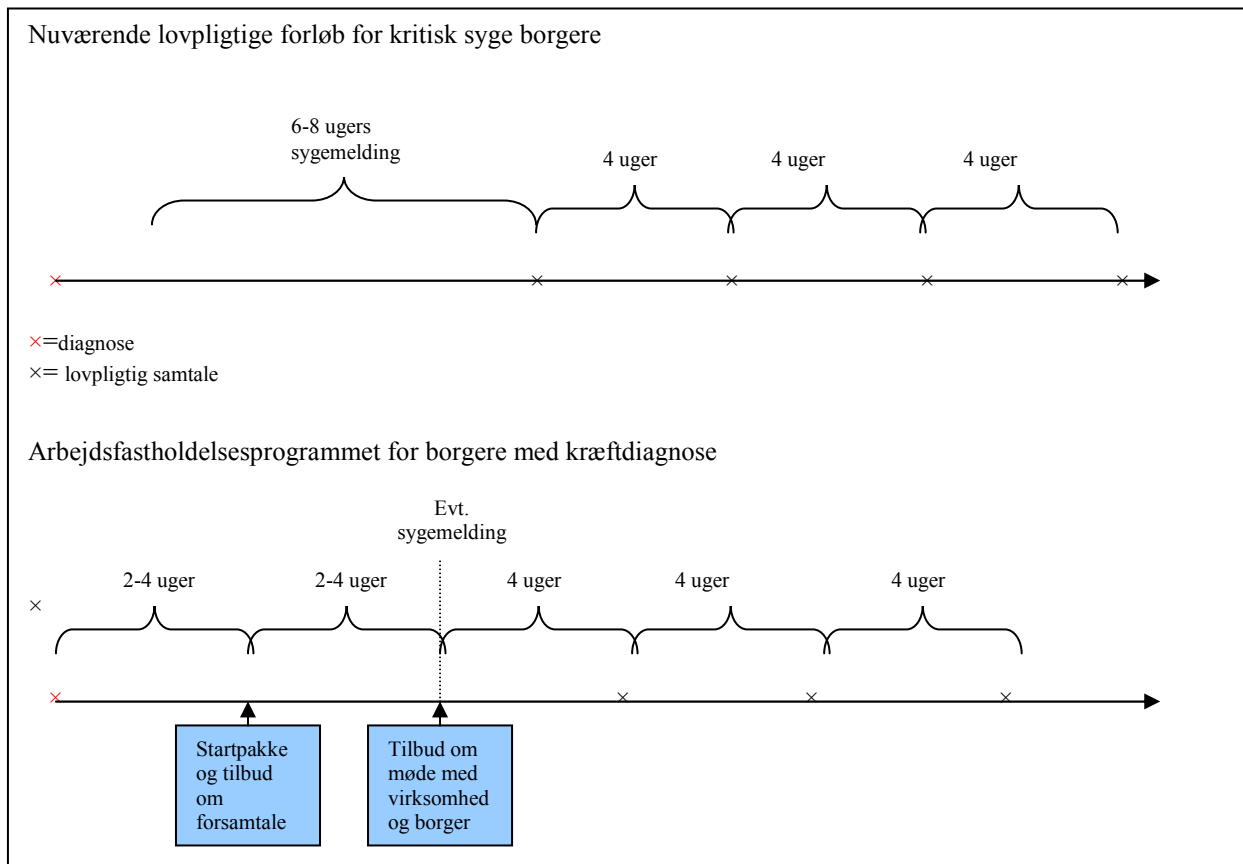 Nuværende lovpligtige forløb for kritisk syge borgere
6-8 ugers
sygemelding
4 uger
4 uger
4 uger
×=diagnose
×= lovpligtig samtale
Arbejdsfastholdelsesprogrammet for borgere med kræftdiagnose
Evt.
sygemelding
2-4 uger
2-4 uger
4 uger
4 uger
4 uger
Startpakke
og tilbud
om
forsamtale
Tilbud om
møde med
virksomhed
og borger